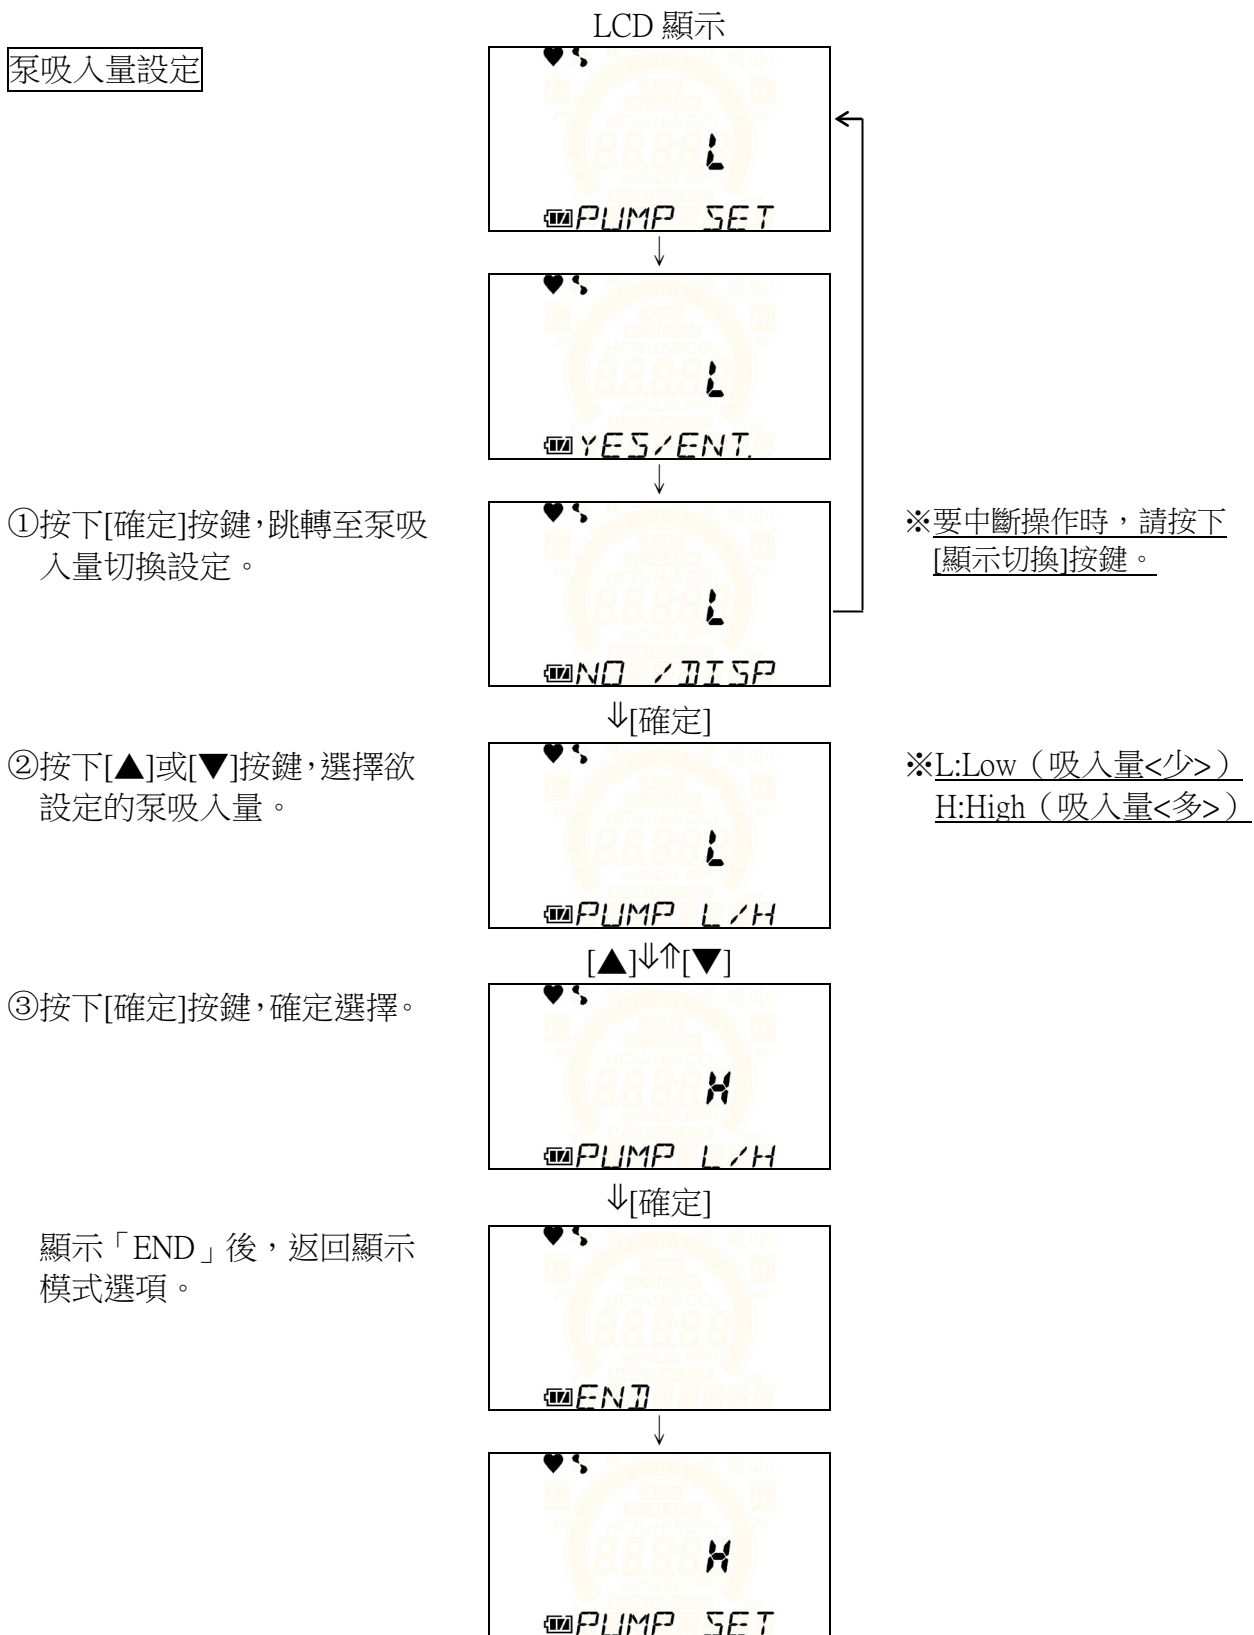 LCD 顯示
泵吸入量設定
L
PUMP SET
↓
L
YES/ENT.
↓
①按下[確定]按鍵，跳轉至泵吸
入量切換設定。
※要中斷操作時，請按下
[顯示切換]按鍵。
L
NO /DISP
⇓[確定]
②按下[▲]或[▼]按鍵，選擇欲
設定的泵吸入量。
※L:Low（吸入量<少>）
H:High（吸入量<多>）
L
PUMP L/H
[▲]⇓⇑[▼]
③按下[確定]按鍵，確定選擇。
H
PUMP L/H
⇓[確定]
顯示「END」後，返回顯示
模式選項。
END
↓
H
PUMP SET